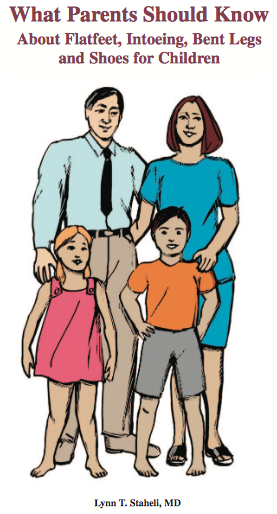 What Parents Should Know
About Flatfeet, Intoeing, Bent Legs
and Shoes for Children
Lynn T. Staheli, MD